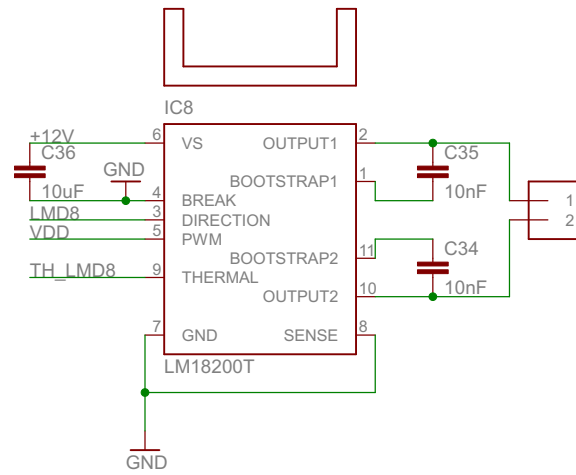 IC8
+12V
6
VS
OUTPUT1
2
C36
GND
C35
10uF
BOOTSTRAP1
1
10nF
4
BREAK
1
LMD8
3
DIRECTION
2
VDD
5
PWM
BOOTSTRAP2
11
C34
TH_LMD8
9
THERMAL
10nF
OUTPUT2
10
7
GND
SENSE
8
LM18200T
GND